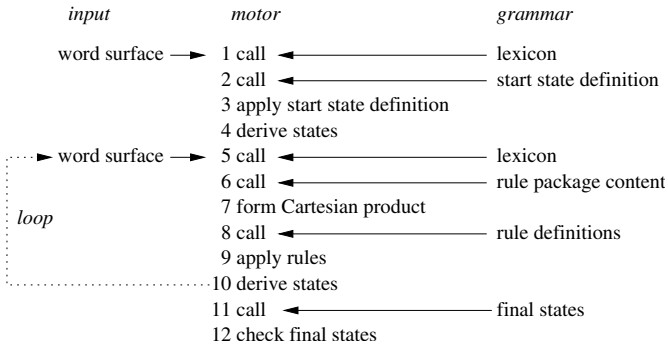 input motor grammar
word surface 1 call lexicon
2 call start state definition
3 apply start state definition
4 derive states
word surface 5 call lexicon
6 call rule package content
loop 7 form Cartesian product
8 call rule definitions
9 apply rules
10 derive states
11 call final states
12 check final states